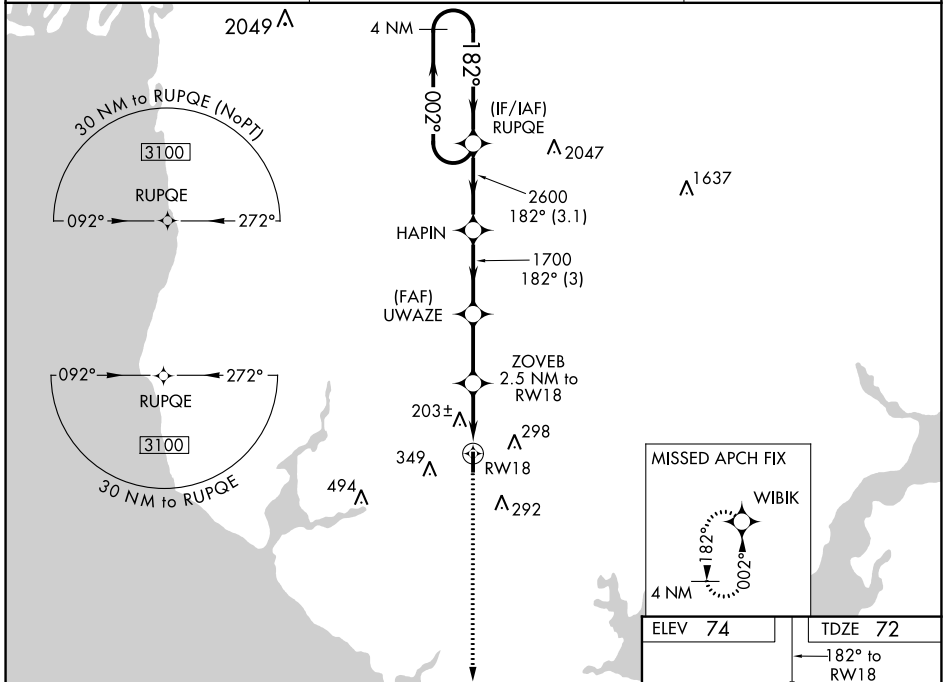 2049
4 NM
182°
002°
(IF/IAF)
RUPQE
2047
1637
30 NM to RUPQE (NoPT)
3100
RUPQE
092°
272°
2600
182° (3.1)
HAPIN
1700
182° (3)
(FAF)
UWAZE
092°
272°
RUPQE
3100
30 NM to RUPQE
ZOVEB
2.5 NM to
RW18
203±
298
349
RW18
494
292
MISSED APCH FIX
WIBIK
182°
002°
4 NM
ELEV 74
TDZE 72
182° to
RW18